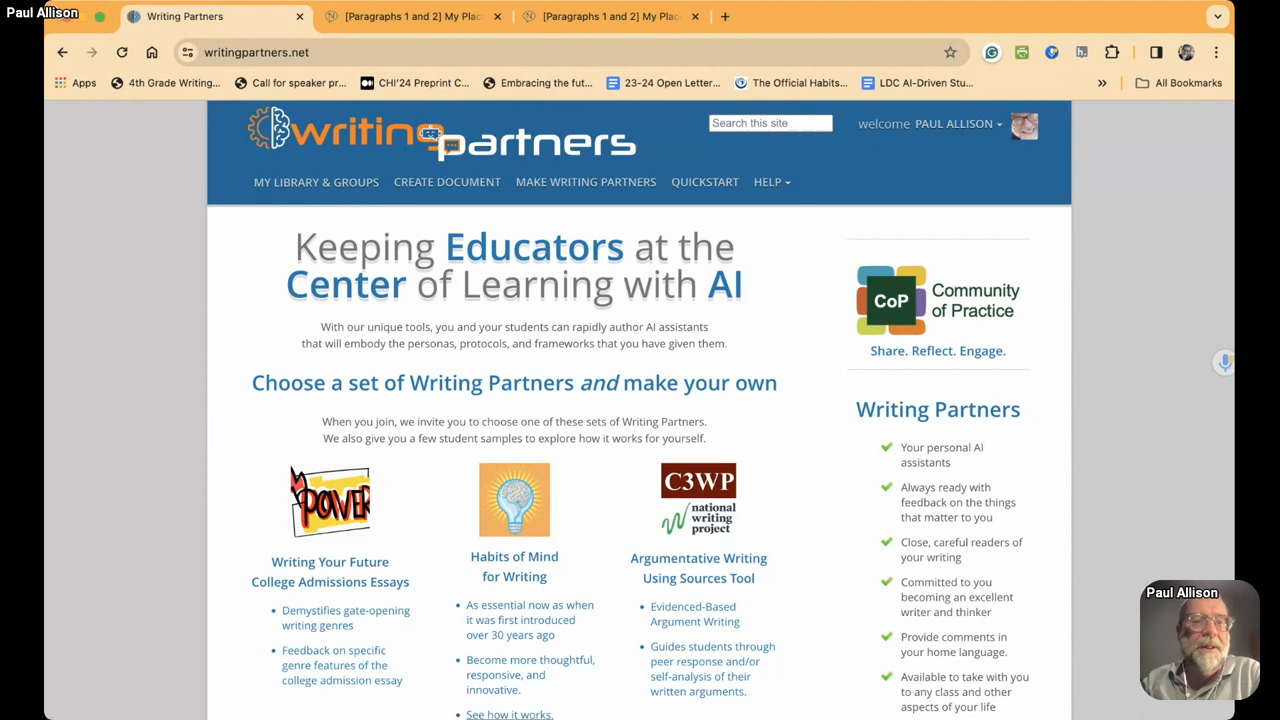 Paul Allison
Writing Partners
[Paragraphs 1 and 2] My Plac
[Paragraphs 1 and 2] My Plac
writingpartners.net
Apps
4th Grade Writing...
Call for speaker pr...
CHI'24 Preprint C...
Embracing the fut...
23-24 Open Letter...
The Official Habits...
LDC AI-Driven Stu...
All Bookmarks
writing partners
Search this site
welcome PAUL ALLISON
MY LIBRARY & GROUPS
CREATE DOCUMENT
MAKE WRITING PARTNERS
QUICKSTART
HELP
Keeping Educators at the
Center of Learning with AI
With our unique tools, you and your students can rapidly author AI assistants
that will embody the personas, protocols, and frameworks that you have given them.
Choose a set of Writing Partners and make your own
When you join, we invite you to choose one of these sets of Writing Partners.
We also give you a few student samples to explore how it works for yourself.
POWER
Writing Your Future
College Admissions Essays
Demystifies gate-opening
writing genres
Feedback on specific
genre features of the
college admission essay
Habits of Mind
for Writing
As essential now as when
it was first introduced
over 30 years ago
Become more thoughtful,
responsive, and
innovative.
See how it works.
C3WP
national
writing
project
Argumentative Writing
Using Sources Tool
Evidenced-Based
Argument Writing
Guides students through
peer response and/or
self-analysis of their
written arguments.
CoP
Community
of Practice
Share. Reflect. Engage.
Writing Partners
Your personal AI
assistants
Always ready with
feedback on the things
that matter to you
Close, careful readers of
your writing
Committed to you
becoming an excellent
writer and thinker
Provide comments in
your home language.
Available to take with you
to any class and other
aspects of your life
Paul Allison